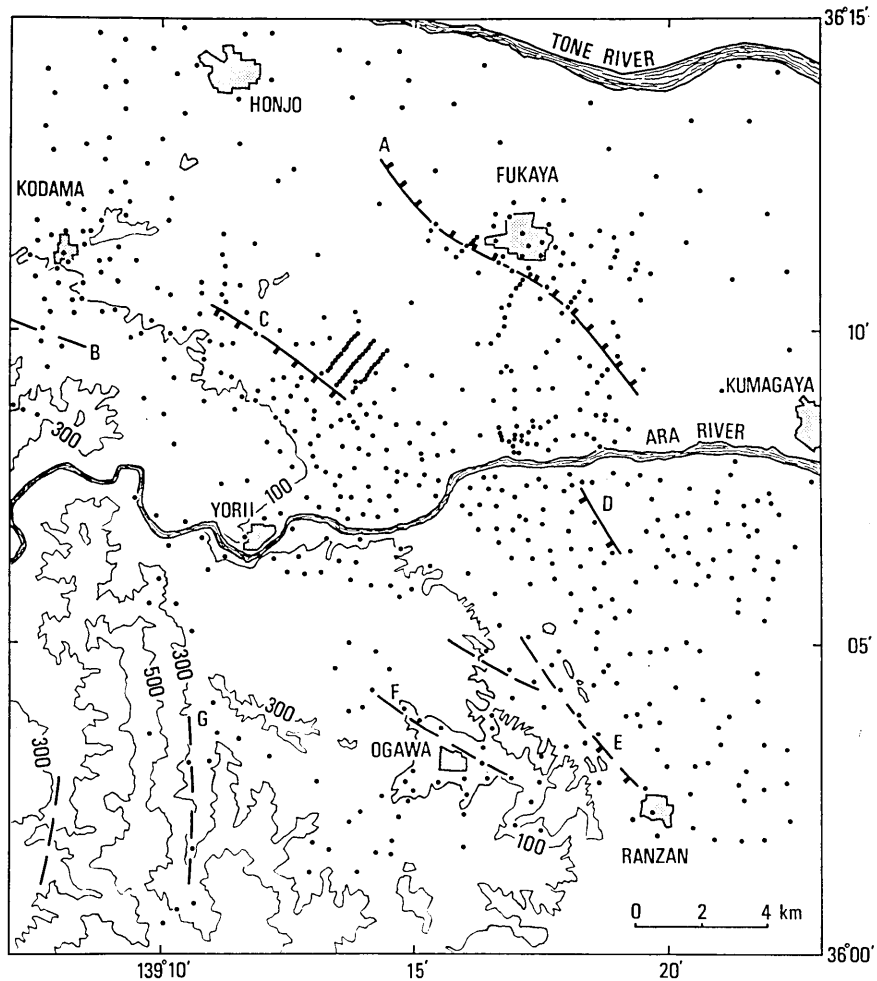 36°15'
TONE RIVER
HONJO
A
FUKAYA
KODAMA
C
10'
B
KUMAGAYA
300
ARA RIVER
100
YORII
D
05'
300
500
300
F
G
300
OGAWA
E
100
RANZAN
0 2 4 km
139°10'
15'
20'
36°00'